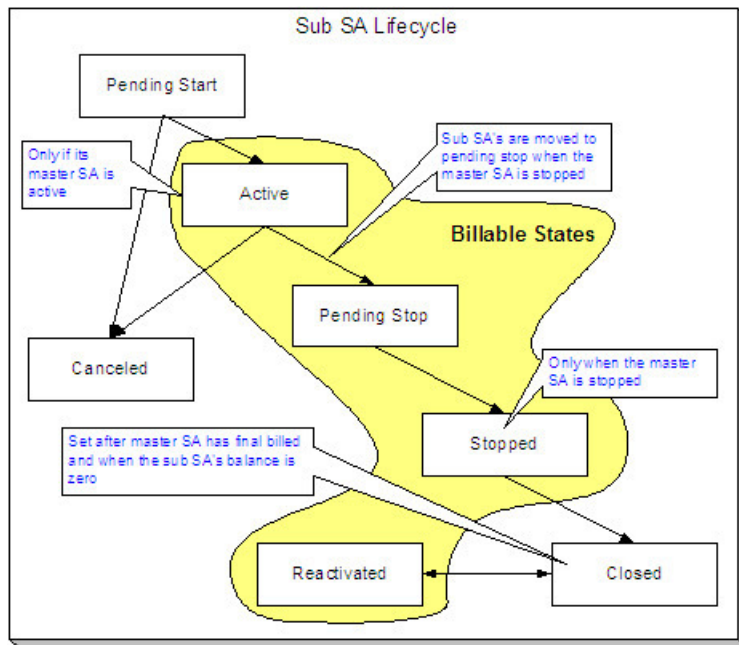 Sub SA Lifecycle
Pending Start
Only if its
master SA is
active
Sub SA's are moved to
pending stop when the
master SA is stopped
Active
Billable States
Pending Stop
Canceled
Only when the master
SA is stopped
Set after master SA has final billed
and when the sub SA's balance is
zero
Stopped
Reactivated
Closed